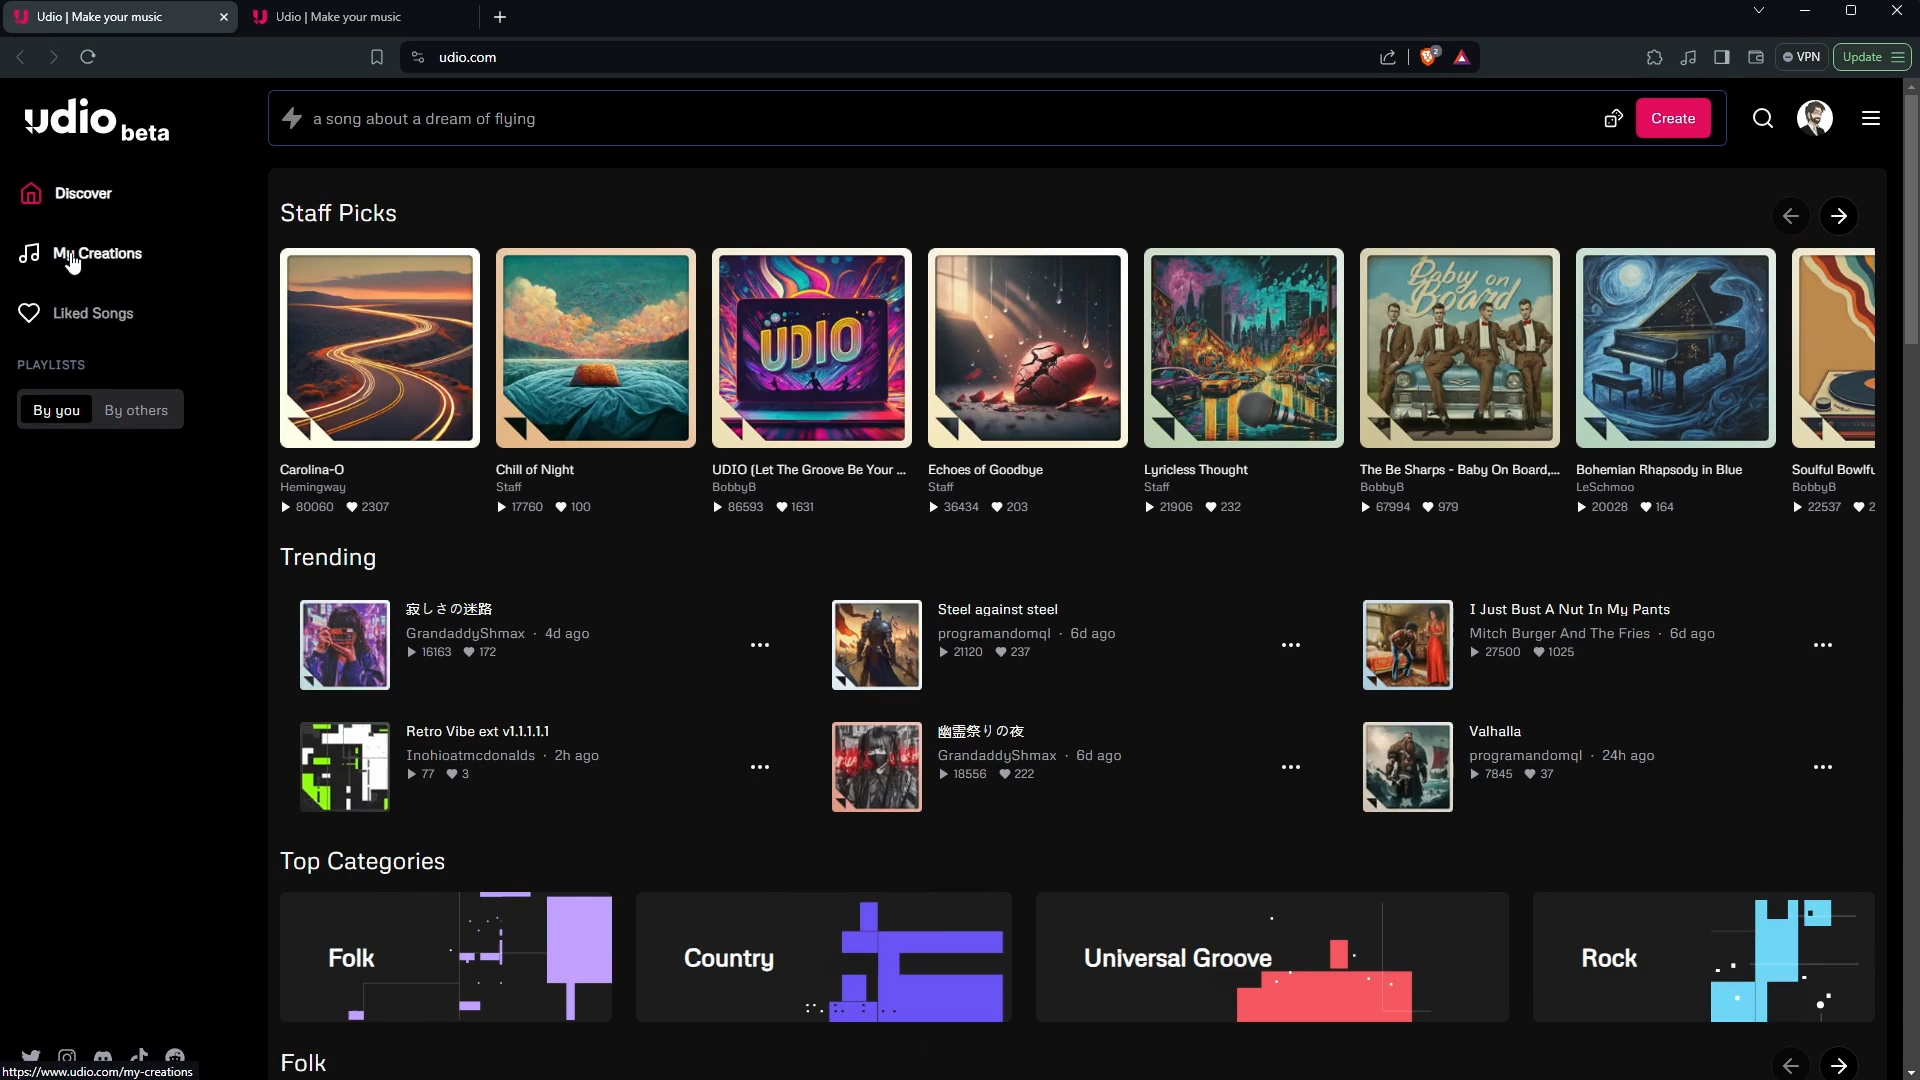 Udio | Make your music
Udio | Make your music
udio.com
2
VPN
Update
udio beta
a song about a dream of flying
Create
Discover
My Creations
Liked Songs
PLAYLISTS
By you
By others
Staff Picks
UDIO
Baby on
Board
Carolina-O
Hemingway
80060 2307
Chill of Night
Staff
17760 100
UDIO (Let The Groove Be Your ...
BobbyB
86593 1631
Echoes of Goodbye
Staff
36434 203
Lyricless Thought
Staff
21906 232
The Be Sharps - Baby On Board,...
BobbyB
67994 979
Bohemian Rhapsody in Blue
LeSchmoo
20028 164
Soulful Bowlfu
BobbyB
22537 2
Trending
寂しさの迷路
GrandaddyShmax · 4d ago
16163 172
Steel against steel
programandomql · 6d ago
21120 237
I Just Bust A Nut In My Pants
Mitch Burger And The Fries · 6d ago
27500 1025
Retro Vibe ext v1.1.1.1.1
Inohioatmcdonalds · 2h ago
77 3
幽霊祭りの夜
GrandaddyShmax · 6d ago
18556 222
Valhalla
programandomql · 24h ago
7845 37
Top Categories
Folk
Country
Universal Groove
Rock
Folk
https://www.udio.com/my-creations